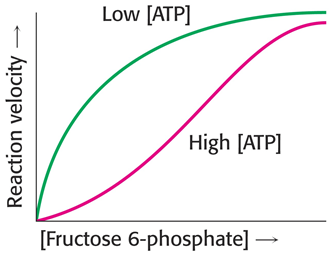 Low [ATP]
High [ATP]
Reaction velocity →
[Fructose 6-phosphate] →